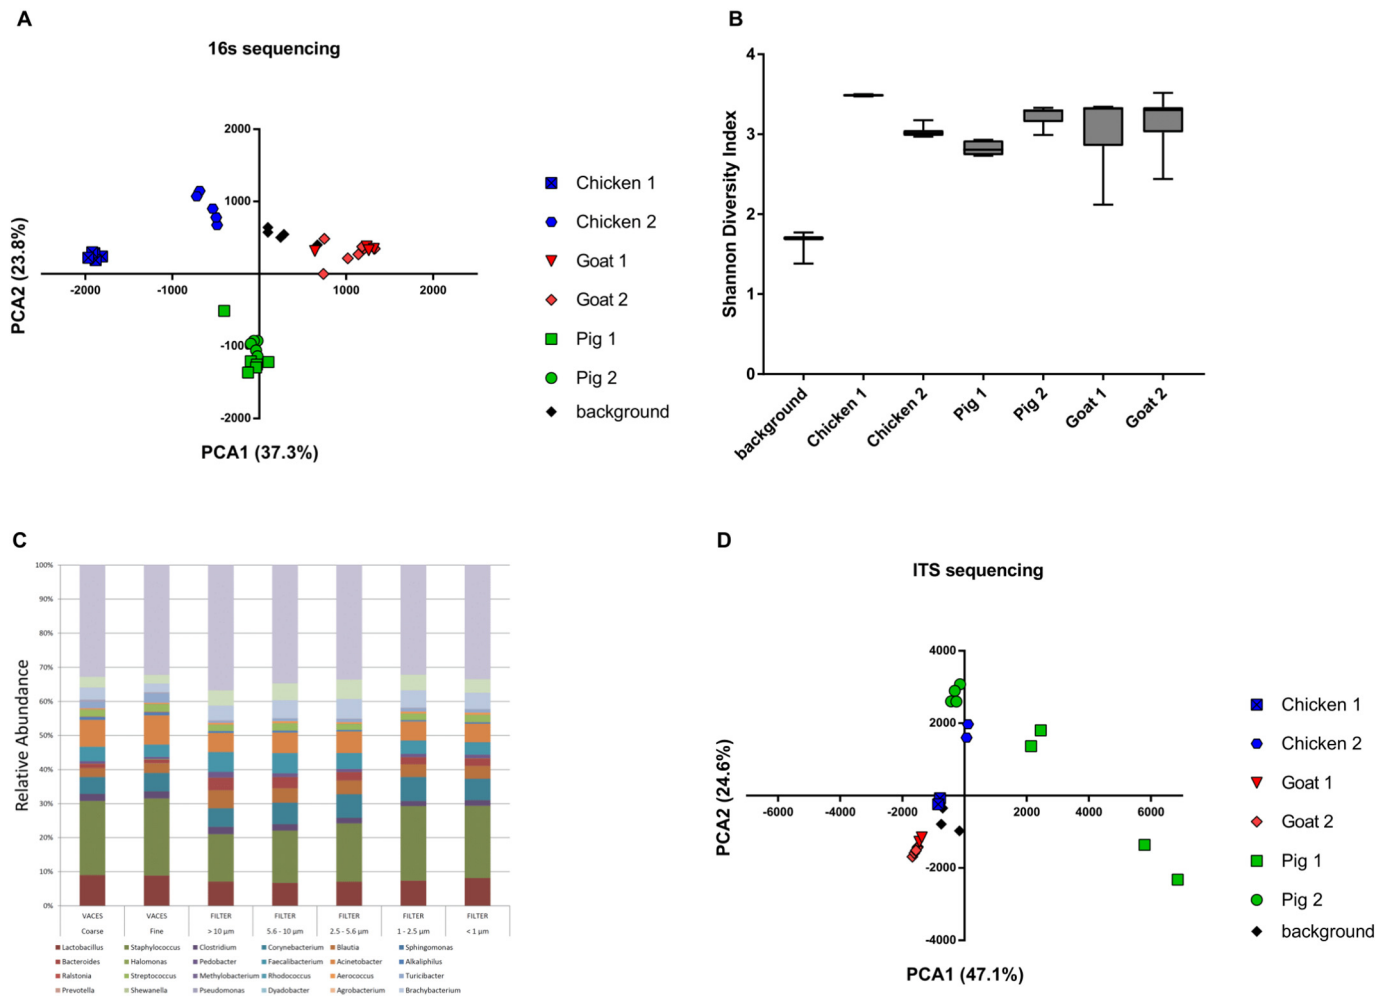 A
16s sequencing
PCA2 (23.8%)
2000
1000
-2000
-1000
1000
2000
-1000
-2000
PCA1 (37.3%)
Chicken 1
Chicken 2
Goat 1
Goat 2
Pig 1
Pig 2
background
B
Shannon Diversity Index
4
3
2
1
0
background
Chicken 1
Chicken 2
Pig 1
Pig 2
Goat 1
Goat 2
C
Relative Abundance
100%
90%
80%
70%
60%
50%
40%
30%
20%
10%
0%
VACES VACES FILTER FILTER FILTER FILTER FILTER
Coarse Fine > 10 µm 5.6 - 10 µm 2.5 - 5.6 µm 1 - 2.5 µm < 1 µm
Lactobacillus Staphylococcus Clostridium Corynebacterium Blautia Sphingomonas
Bacteroides Halomonas Pedobacter Faecalibacterium Acinetobacter Alkaliphilus
Ralstonia Streptococcus Methylobacterium Rhodococcus Aerococcus Turicibacter
Prevotella Shewanella Pseudomonas Dyadobacter Agrobacterium Brachybacterium
D
ITS sequencing
PCA2 (24.6%)
4000
2000
-6000
-4000
-2000
2000
4000
6000
-2000
-4000
PCA1 (47.1%)
Chicken 1
Chicken 2
Goat 1
Goat 2
Pig 1
Pig 2
background